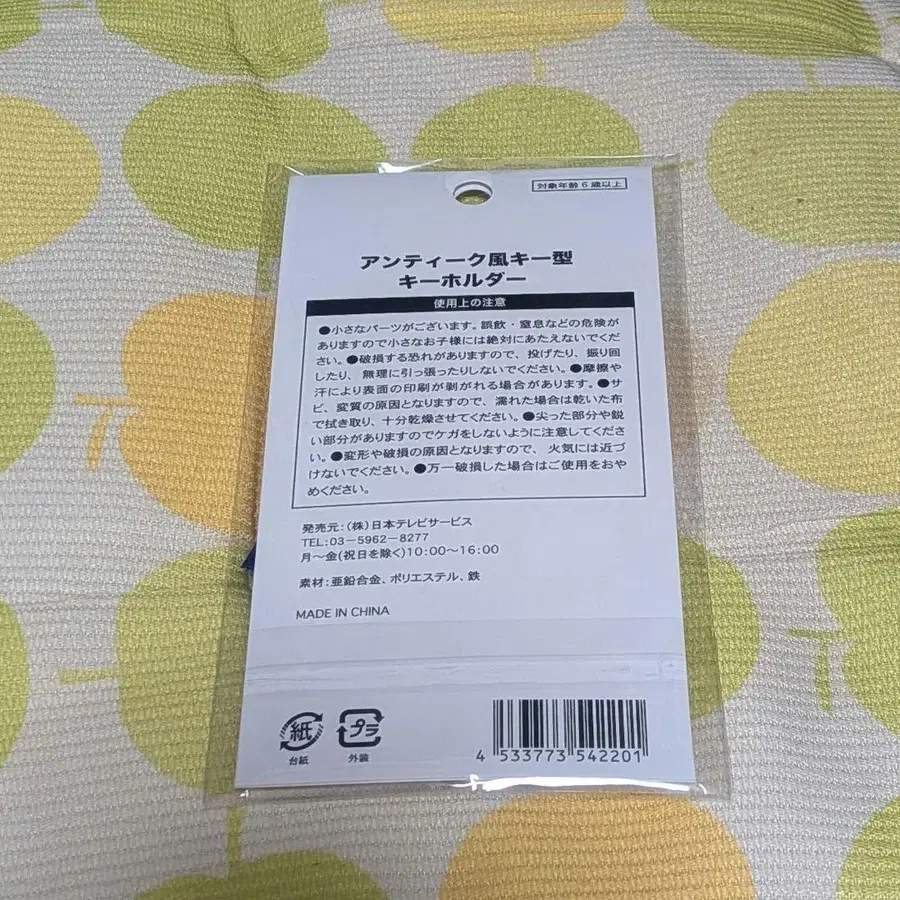 対象年齢6歳以上
アンティーク風キー型
キーホルダー
使用上の注意
●小さなパーツがございます。誤飲・窒息などの危険が
ありますので小さなお子様には絶対にあたえないでくだ
さい。●破損する恐れがありますので、投げたり、振り回
したり、無理に引っ張ったりしないでください。●摩擦や
汗により表面の印刷が剥がれる場合があります。●サ
ビ、変質の原因となりますので、濡れた場合は乾いた布
で拭き取り、十分乾燥させてください。●尖った部分や鋭
い部分がありますのでケガをしないように注意してくださ
い。●変形や破損の原因となりますので、火気には近づ
けないでください。●万一破損した場合はご使用をおや
めください。
発売元:(株)日本テレビサービス
TEL:03-5962-8277
月～金(祝日を除く)10:00～16:00
素材:亜鉛合金、ポリエステル、鉄
MADE IN CHINA
紙
台紙
プラ
外装
4 533773 542201